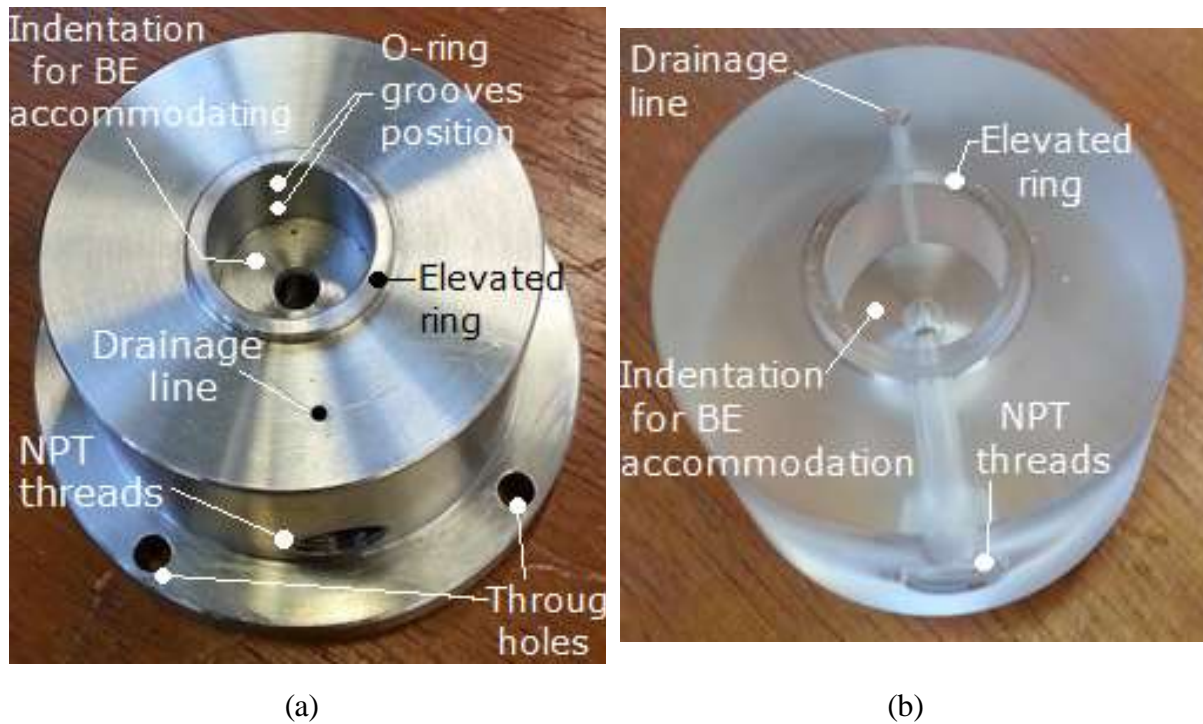 Indentation
for BE
accommodating
O-ring
grooves
position
Elevated
ring
Drainage
line
NPT
threads
Throug
holes
(a)
Drainage
line
Elevated
ring
Indentation
for BE
accommodation
NPT
threads
(b)